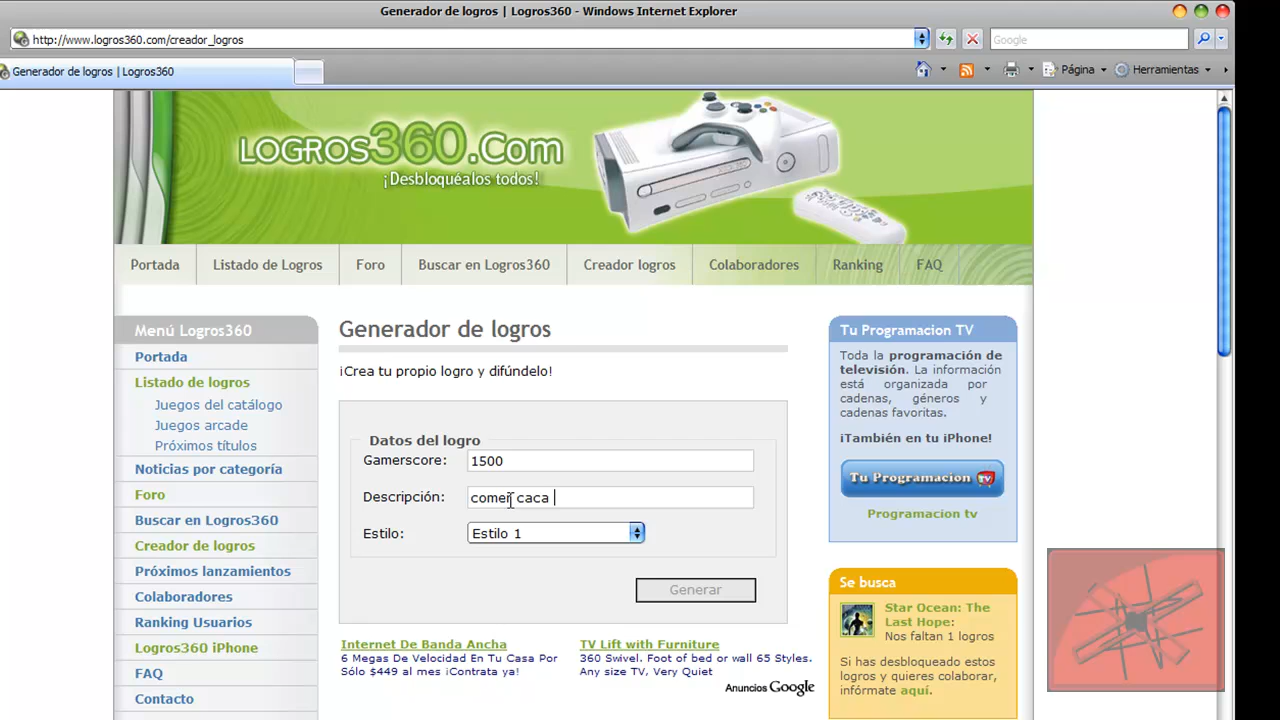 Generador de logros | Logros360 - Windows Internet Explorer
http://www.logros360.com/creador_logros
Google
Generador de logros | Logros360
Página
Herramientas
LOGROS360.Com
¡Desbloquéalos todos!
Portada
Listado de Logros
Foro
Buscar en Logros360
Creador logros
Colaboradores
Ranking
FAQ
Menú Logros360
Portada
Listado de logros
Juegos del catálogo
Juegos arcade
Próximos títulos
Noticias por categoría
Foro
Buscar en Logros360
Creador de logros
Próximos lanzamientos
Colaboradores
Ranking Usuarios
Logros360 iPhone
FAQ
Contacto
Generador de logros
¡Crea tu propio logro y difúndelo!
Datos del logro
Gamerscore: 1500
Descripción: comer caca
Estilo: Estilo 1
Generar
Internet De Banda Ancha
6 Megas De Velocidad En Tu Casa Por
Sólo $449 al mes ¡Contrata ya!
TV Lift with Furniture
360 Swivel. Foot of bed or wall 65 Styles.
Any size TV, Very Quiet
Anuncios Google
Tu Programacion TV
Toda la programación de
televisión. La información
está organizada por
cadenas, géneros y
cadenas favoritas.
¡También en tu iPhone!
Tu Programacion TV
Programacion tv
Se busca
Star Ocean: The
Last Hope:
Nos faltan 1 logros
Si has desbloqueado estos
logros y quieres colaborar,
infórmate aquí.